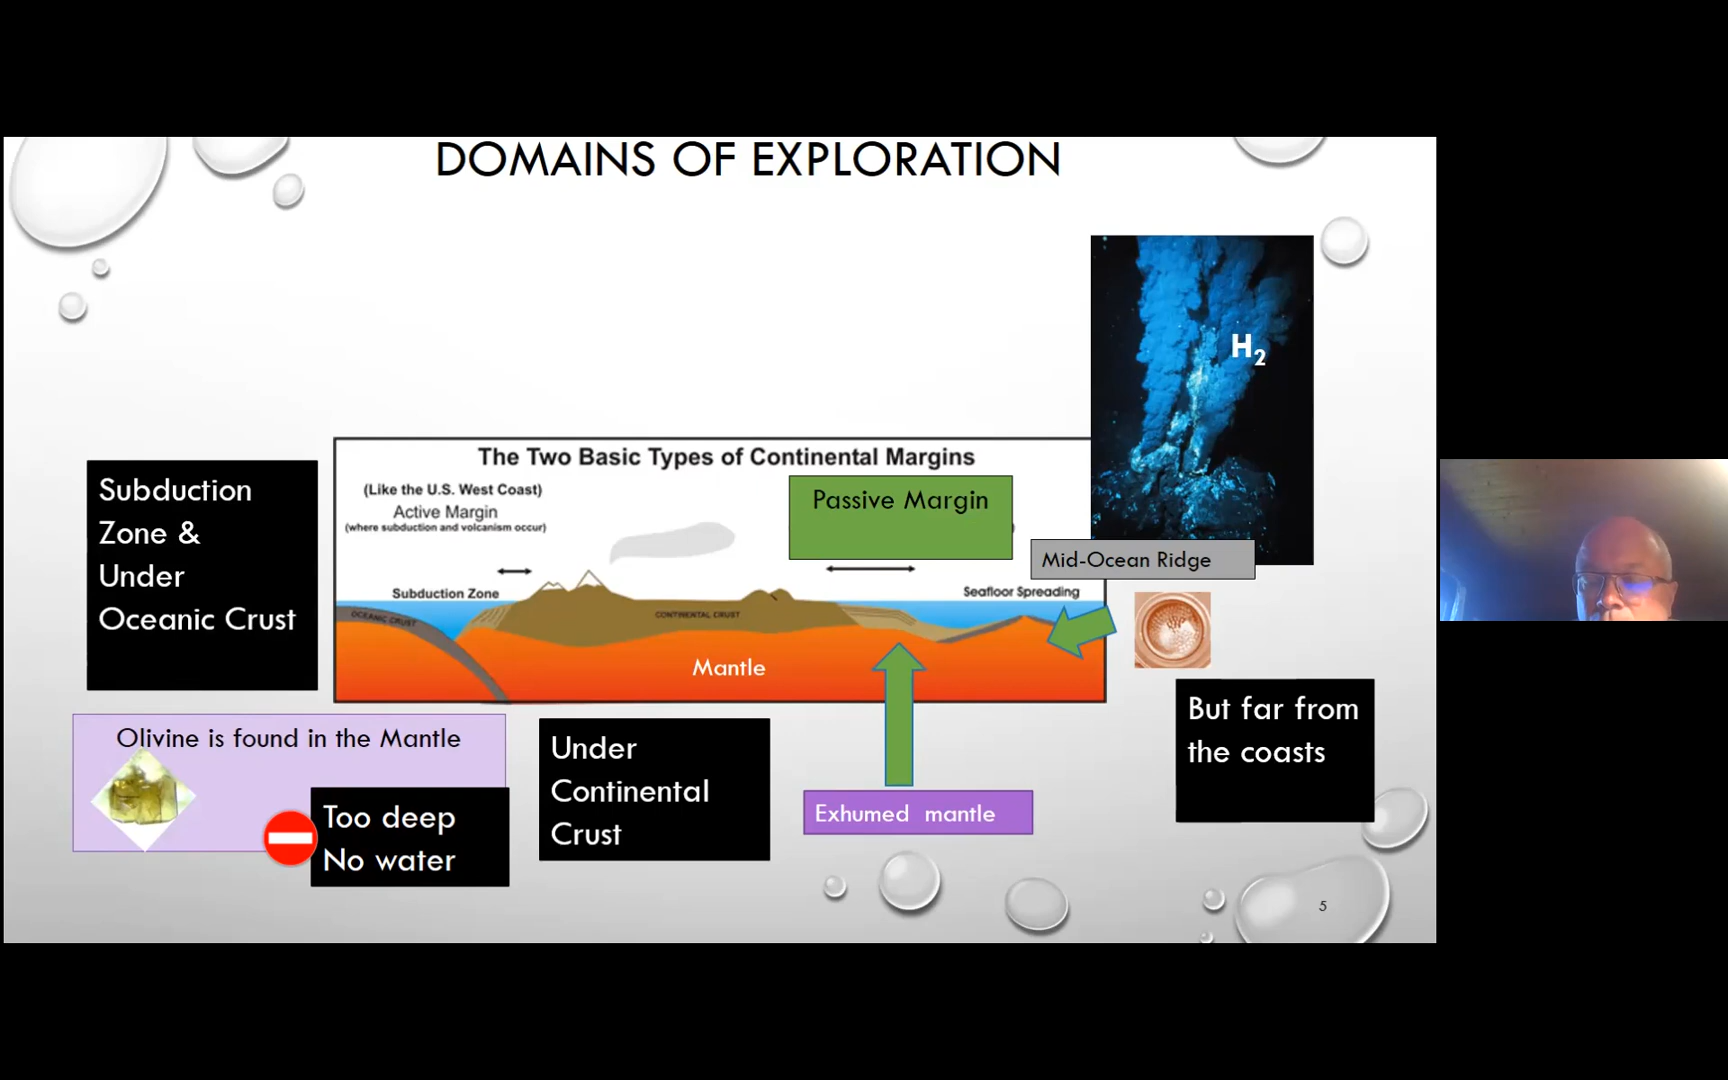 DOMAINS OF EXPLORATION
H2
The Two Basic Types of Continental Margins
(Like the U.S. West Coast)
Active Margin
(where subduction and volcanism occur)
Passive Margin
)
Mid-Ocean Ridge
Subduction Zone
Seafloor Spreading
OCEANIC CRUST
CONTINENTAL CRUST
Mantle
Subduction
Zone &
Under
Oceanic Crust
Olivine is found in the Mantle
Too deep
No water
Under
Continental
Crust
Exhumed mantle
But far from
the coasts
5